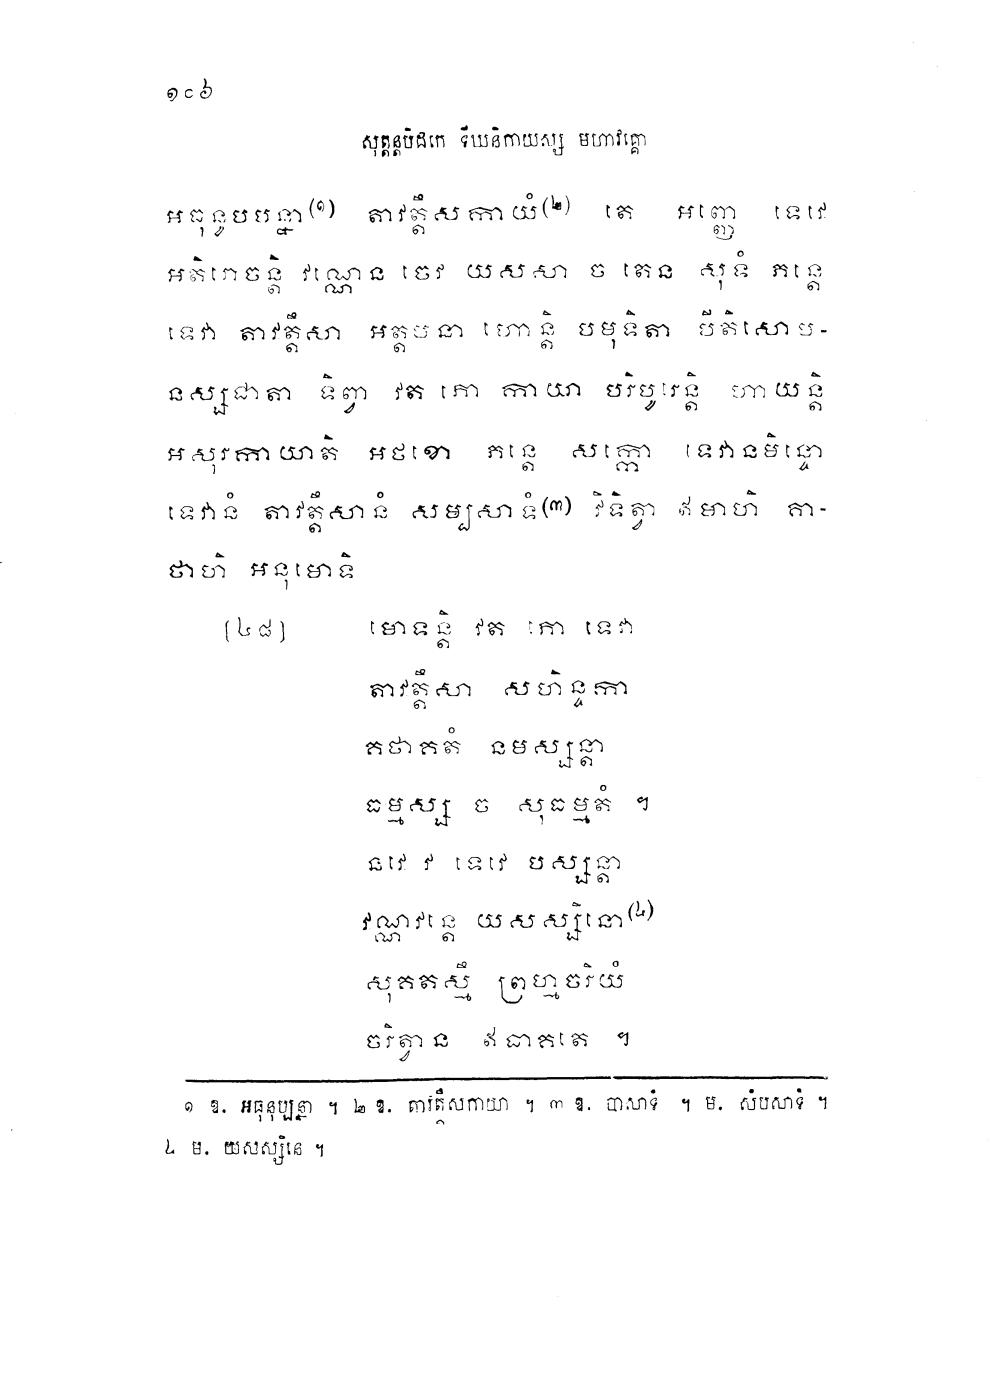 ១៨៦
សុត្តន្តបិដកេ ទីឃនិកាយស្ស មហាវគ្គោ
អធុនូបបន្នា(១) តាវត្តឹសកាយំ(២) តេ អញ្ញេ ទេវេ
អតិរោចន្តិ វណ្ណេន ចេវ យសសា ច តេន សុទំ ភន្តេ
ទេវា តាវត្តឹសា អត្តមនា ហោន្តិ បមុទិតា បីតិសោម-
នស្សជាតា ទិព្វា វត ភោ កាយា បរិបូរេន្តិ ហាយន្តិ
អសុរកាយាតិ អថខោ ភន្តេ សក្កោ ទេវានមិន្ទោ
ទេវានំ តាវត្តឹសានំ សម្បសាទំ(៣) វិទិត្វា ឥមាហិ គា-
ថាហិ អនុមោទិ
[៤៨] មោទន្តិ វត ភោ ទេវា
តាវត្តឹសា សហិន្ទកា
តថាគតំ នមស្សន្តា
ធម្មស្ស ច សុធម្មតំ ។
នវេ វ ទេវេ បស្សន្តា
វណ្ណវន្តេ យសស្សិនោ(៤)
សុគតស្មឹ ព្រហ្មចរិយំ
ចរិត្វាន ឥធាគតេ ។
១ ឱ. អធុនុប្បន្នា ។ ២ ឱ. តាវត្តឹសកាយា ។ ៣ ឱ. បាសាទំ ។ ម. សំបសាទំ ។
៤ ម. យសស្សិនេ ។